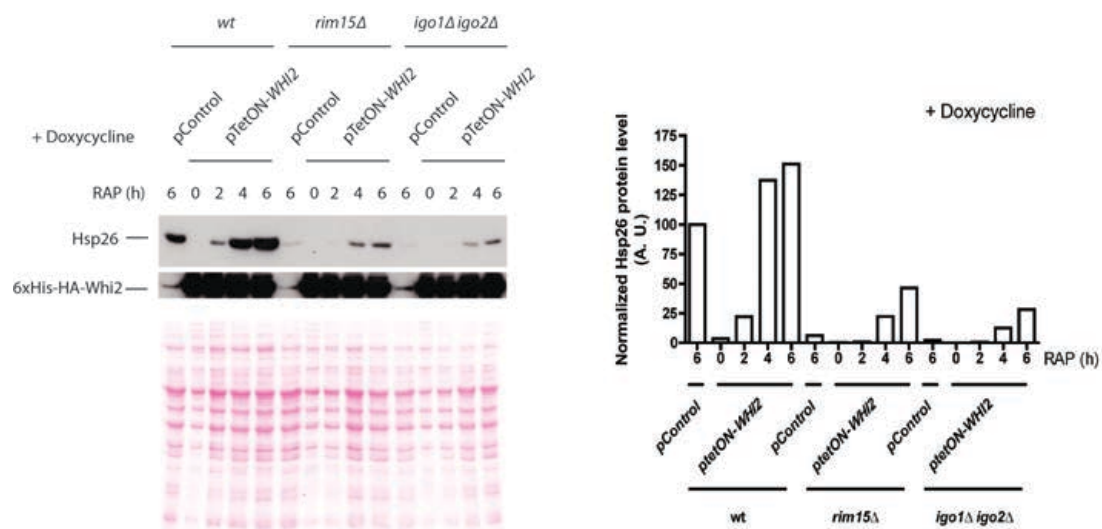 wt rim15Δ igo1Δ igo2Δ
pControl pTetON-WHI2 pControl pTetON-WHI2 pControl pTetON-WHI2
+ Doxycycline
RAP (h) 6 0 2 4 6 6 0 2 4 6 6 0 2 4 6
Hsp26
6xHis-HA-Whi2
+ Doxycycline
Normalized Hsp26 protein level
(A. U.)
175
150
125
100
75
50
25
0
6 0 2 4 6 6 0 2 4 6 6 0 2 4 6 RAP (h)
pControl ptetON-WHI2 pControl ptetON-WHI2 pControl ptetON-WHI2
wt rim15Δ igo1Δ igo2Δ